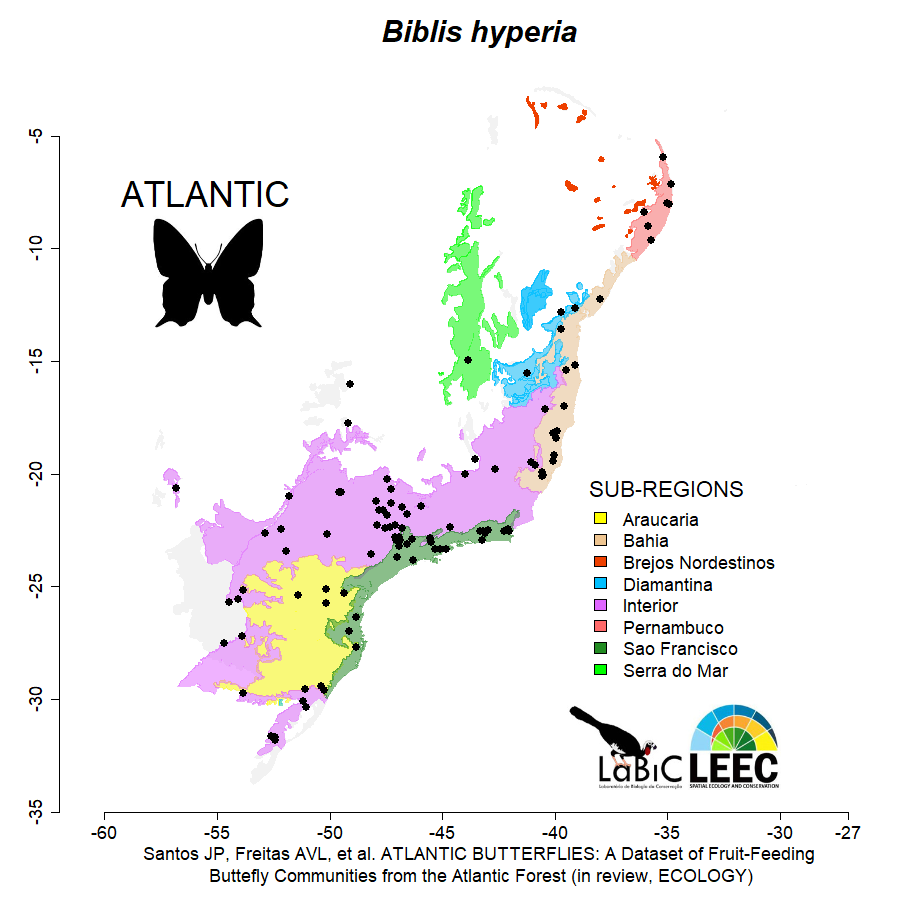 Biblis hyperia
ATLANTIC
-5
-10
-15
-20
-25
-30
-35
SUB-REGIONS
Araucaria
Bahia
Brejos Nordestinos
Diamantina
Interior
Pernambuco
Sao Francisco
Serra do Mar
LaBiC
Laboratório de Biologia da Conservação
LEEC
SPATIAL ECOLOGY AND CONSERVATION
-60 -55 -50 -45 -40 -35 -30 -27
Santos JP, Freitas AVL, et al. ATLANTIC BUTTERFLIES: A Dataset of Fruit-Feeding
Buttefly Communities from the Atlantic Forest (in review, ECOLOGY)